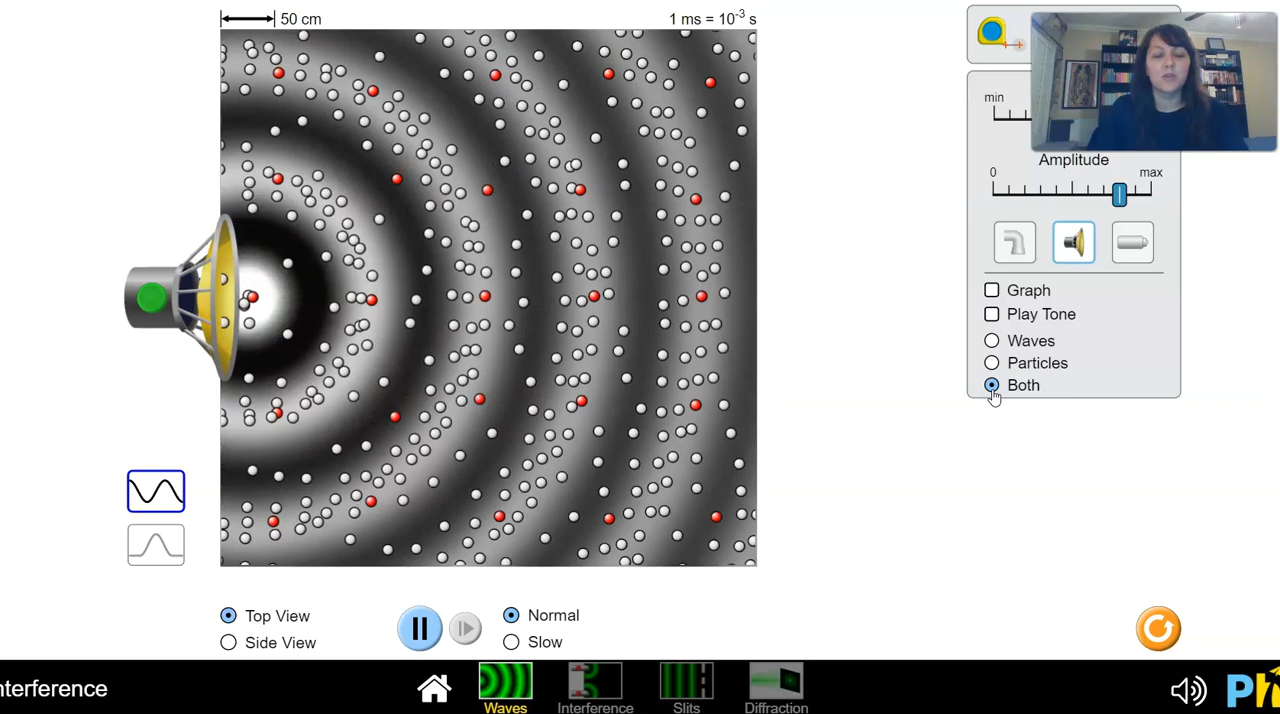 50 cm
1 ms = 10-3 s
min
Amplitude
0 max
Graph
Play Tone
Waves
Particles
Both
Top View
Side View
Normal
Slow
nterference
Waves
Interference
Slits
Diffraction